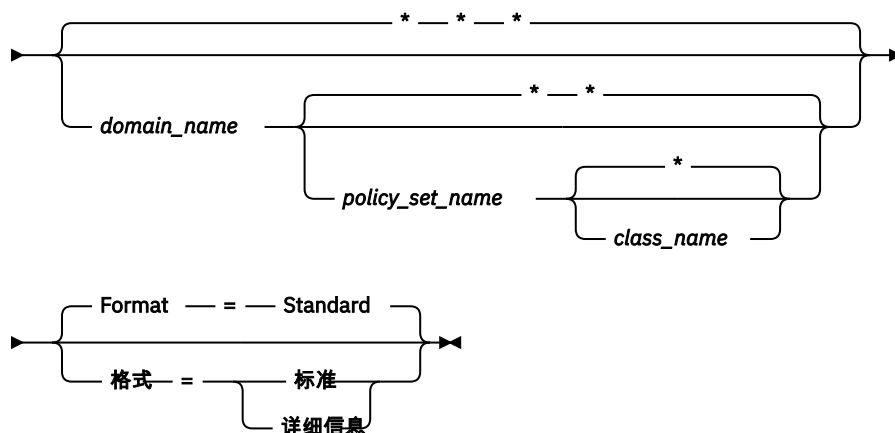 * * *
* *
domain_name
*
policy_set_name
class_name
Format = Standard
格式 = 标准
详细信息